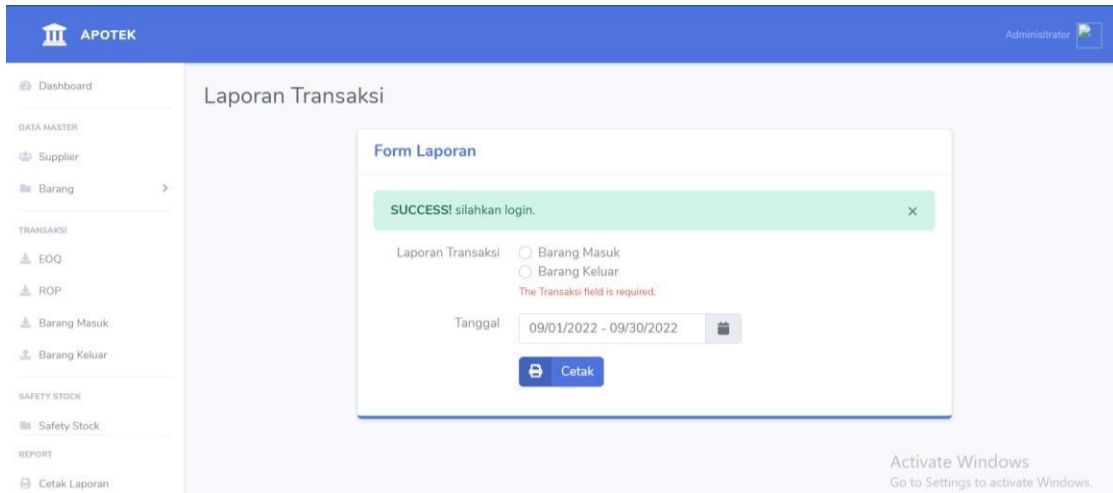 APOTEK
Adminisitrator
Dashboard
DATA MASTER
Supplier
Barang
TRANSAKSI
EOQ
ROP
Barang Masuk
Barang Keluar
SAFETY STOCK
Safety Stock
REPORT
Cetak Laporan
Laporan Transaksi
Form Laporan
SUCCESS! silahkan login. ×
Laporan Transaksi
Barang Masuk
Barang Keluar
The Transaksi field is required.
Tanggal
09/01/2022 - 09/30/2022
Cetak
Activate Windows
Go to Settings to activate Windows.